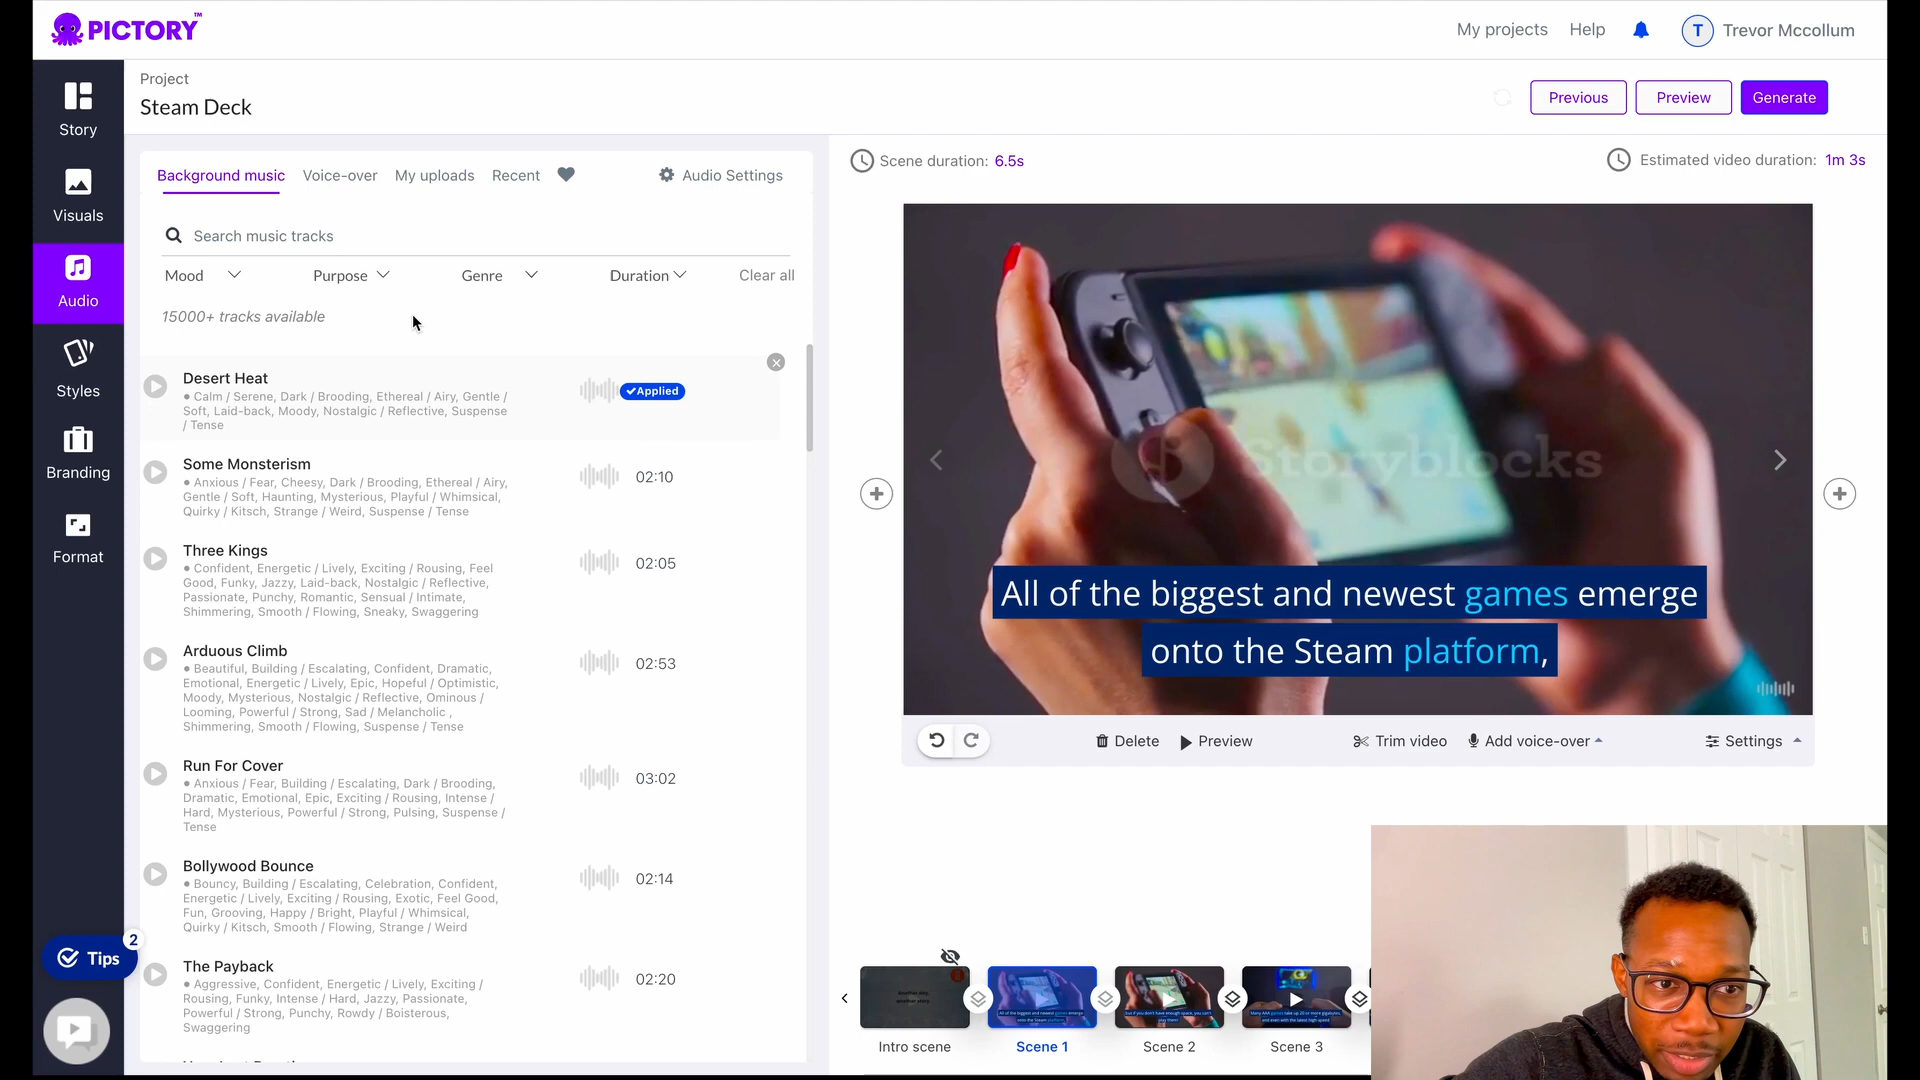 PICTORY™
My projects
Help
T
Trevor Mccollum
Project
Steam Deck
Previous
Preview
Generate
Story
Visuals
Audio
Styles
Branding
Format
Tips
2
Background music
Voice-over
My uploads
Recent
Audio Settings
Search music tracks
Mood
Purpose
Genre
Duration
Clear all
15000+ tracks available
Desert Heat
Applied
• Calm / Serene, Dark / Brooding, Ethereal / Airy, Gentle /
Soft, Laid-back, Moody, Nostalgic / Reflective, Suspense
/ Tense
Some Monsterism
02:10
• Anxious / Fear, Cheesy, Dark / Brooding, Ethereal / Airy,
Gentle / Soft, Haunting, Mysterious, Playful / Whimsical,
Quirky / Kitsch, Strange / Weird, Suspense / Tense
Three Kings
02:05
• Confident, Energetic / Lively, Exciting / Rousing, Feel
Good, Funky, Jazzy, Laid-back, Nostalgic / Reflective,
Passionate, Punchy, Romantic, Sensual / Intimate,
Shimmering, Smooth / Flowing, Sneaky, Swaggering
Arduous Climb
02:53
• Beautiful, Building / Escalating, Confident, Dramatic,
Emotional, Energetic / Lively, Epic, Hopeful / Optimistic,
Moody, Mysterious, Nostalgic / Reflective, Ominous /
Looming, Powerful / Strong, Sad / Melancholic ,
Shimmering, Smooth / Flowing, Suspense / Tense
Run For Cover
03:02
• Anxious / Fear, Building / Escalating, Dark / Brooding,
Dramatic, Emotional, Epic, Exciting / Rousing, Intense /
Hard, Mysterious, Powerful / Strong, Pulsing, Suspense /
Tense
Bollywood Bounce
02:14
• Bouncy, Building / Escalating, Celebration, Confident,
Energetic / Lively, Exciting / Rousing, Exotic, Feel Good,
Fun, Grooving, Happy / Bright, Playful / Whimsical,
Quirky / Kitsch, Smooth / Flowing, Strange / Weird
The Payback
02:20
• Aggressive, Confident, Energetic / Lively, Exciting /
Rousing, Funky, Intense / Hard, Jazzy, Passionate,
Powerful / Strong, Punchy, Rowdy / Boisterous,
Swaggering
Scene duration: 6.5s
Estimated video duration: 1m 3s
Storyblocks
All of the biggest and newest games emerge
onto the Steam platform,
Delete
Preview
Trim video
Add voice-over
Settings
Intro scene
Scene 1
Scene 2
Scene 3